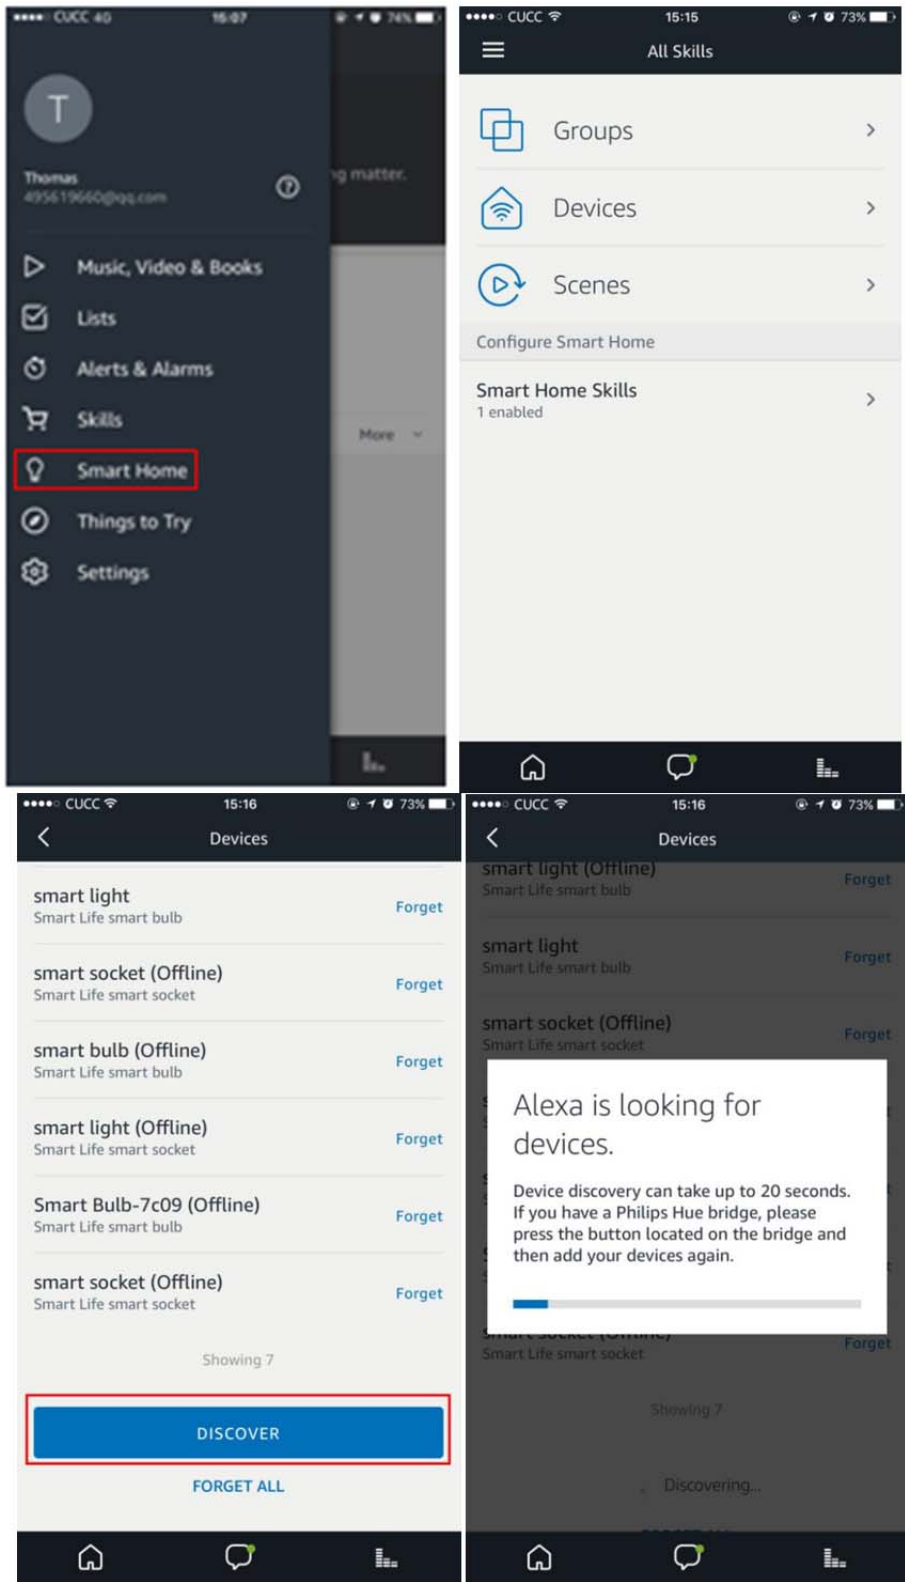 CUCC 4G 15:07 74%
T
Thomas
495619660@qq.com
ng matter.
Music, Video & Books
Lists
Alerts & Alarms
Skills
More
Smart Home
Things to Try
Settings
CUCC 15:15 73%
All Skills
Groups
Devices
Scenes
Configure Smart Home
Smart Home Skills
1 enabled
CUCC 15:16 73%
Devices
smart light
Smart Life smart bulb
Forget
smart socket (Offline)
Smart Life smart socket
Forget
smart bulb (Offline)
Smart Life smart bulb
Forget
smart light (Offline)
Smart Life smart socket
Forget
Smart Bulb-7c09 (Offline)
Smart Life smart bulb
Forget
smart socket (Offline)
Smart Life smart socket
Forget
Showing 7
DISCOVER
FORGET ALL
CUCC 15:16 73%
Devices
smart light (Offline)
Smart Life smart bulb
Forget
smart light
Smart Life smart bulb
Forget
smart socket (Offline)
Smart Life smart socket
Forget
Alexa is looking for
devices.
Device discovery can take up to 20 seconds.
If you have a Philips Hue bridge, please
press the button located on the bridge and
then add your devices again.
smart socket (Offline)
Smart Life smart socket
Forget
Showing 7
Discovering...